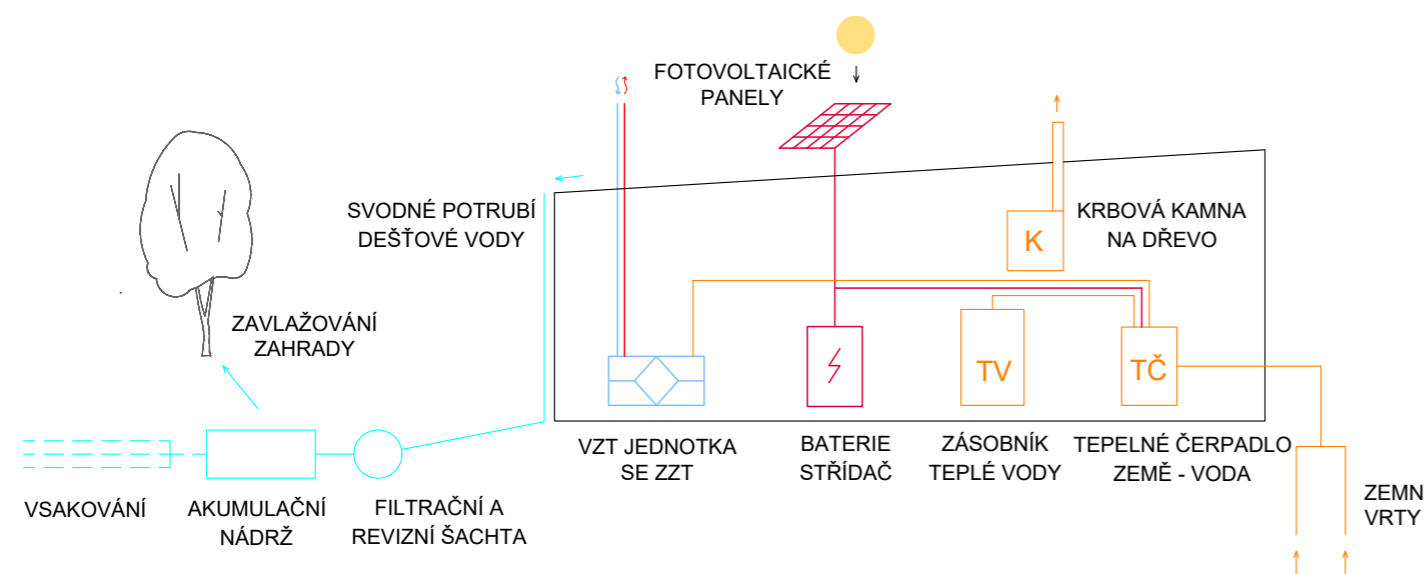 FOTOVOLTAICKÉ
PANELY
SVODNÉ POTRUBÍ
DEŠŤOVÉ VODY
KRBOVÁ KAMNA
NA DŘEVO
K
ZAVLAŽOVÁNÍ
ZAHRADY
TV
TČ
VZT JEDNOTKA
SE ZZT
BATERIE
STŘÍDAČ
ZÁSOBNÍK
TEPLÉ VODY
TEPELNÉ ČERPADLO
ZEMĚ - VODA
VSAKOVÁNÍ
AKUMULAČNÍ
NÁDRŽ
FILTRAČNÍ A
REVIZNÍ ŠACHTA
ZEMN
VRTY